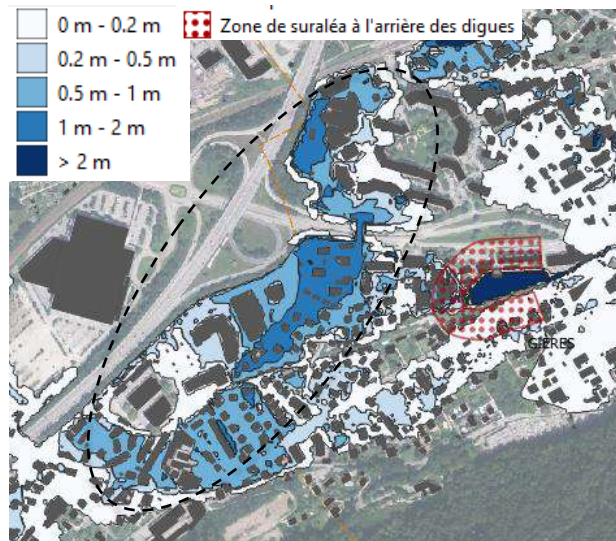 0 m - 0.2 m
0.2 m - 0.5 m
0.5 m - 1 m
1 m - 2 m
> 2 m
Zone de suraléa à l'arrière des digues
GIÈRES